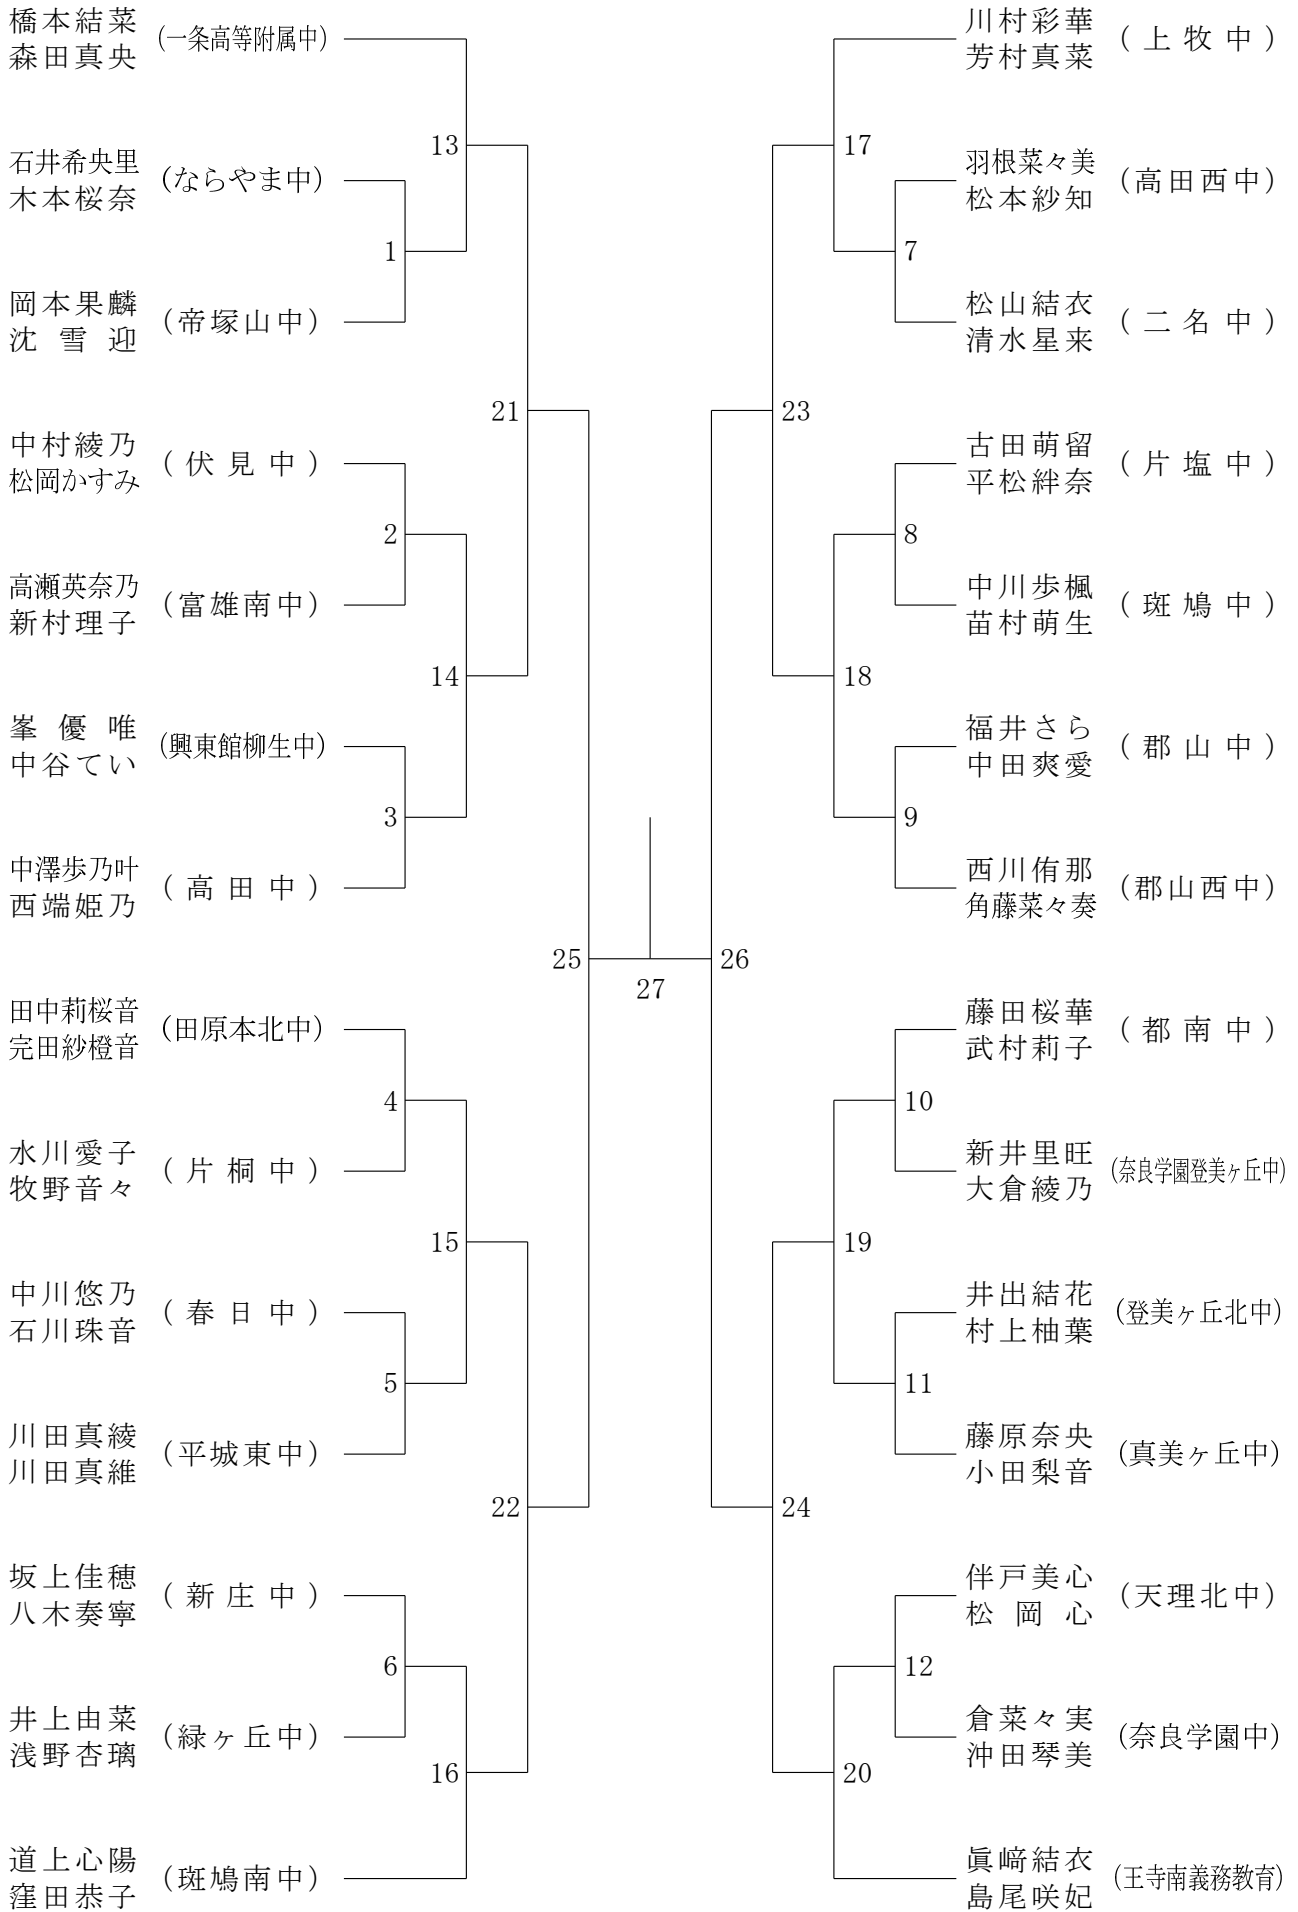 橋本結菜
森田真央
(一条高等附属中)
石井希央里
木本桜奈
(ならやま中)
岡本果麟
沈雪迎
(帝塚山中)
中村綾乃
松岡かすみ
(伏見中)
高瀬英奈乃
新村理子
(富雄南中)
峯優唯
中谷てい
(興東館柳生中)
中澤歩乃叶
西端姫乃
(高田中)
田中莉桜音
完田紗橙音
(田原本北中)
水川愛子
牧野音々
(片桐中)
中川悠乃
石川珠音
(春日中)
川田真綾
川田真維
(平城東中)
坂上佳穂
八木奏寧
(新庄中)
井上由菜
浅野杏璃
(緑ヶ丘中)
道上心陽
窪田恭子
(斑鳩南中)
1
2
3
4
5
6
13
14
15
16
21
22
25
27
26
23
24
17
18
19
20
7
8
9
10
11
12
川村彩華
芳村真菜
(上牧中)
羽根菜々美
松本紗知
(高田西中)
松山結衣
清水星来
(二名中)
古田萌留
平松絆奈
(片塩中)
中川歩楓
苗村萌生
(斑鳩中)
福井さら
中田爽愛
(郡山中)
西川侑那
角藤菜々奏
(郡山西中)
藤田桜華
武村莉子
(都南中)
新井里旺
大倉綾乃
(奈良学園登美ヶ丘中)
井出結花
村上柚葉
(登美ヶ丘北中)
藤原奈央
小田梨音
(真美ヶ丘中)
伴戸美心
松岡心
(天理北中)
倉菜々実
沖田琴美
(奈良学園中)
眞﨑結衣
島尾咲妃
(王寺南義務教育)